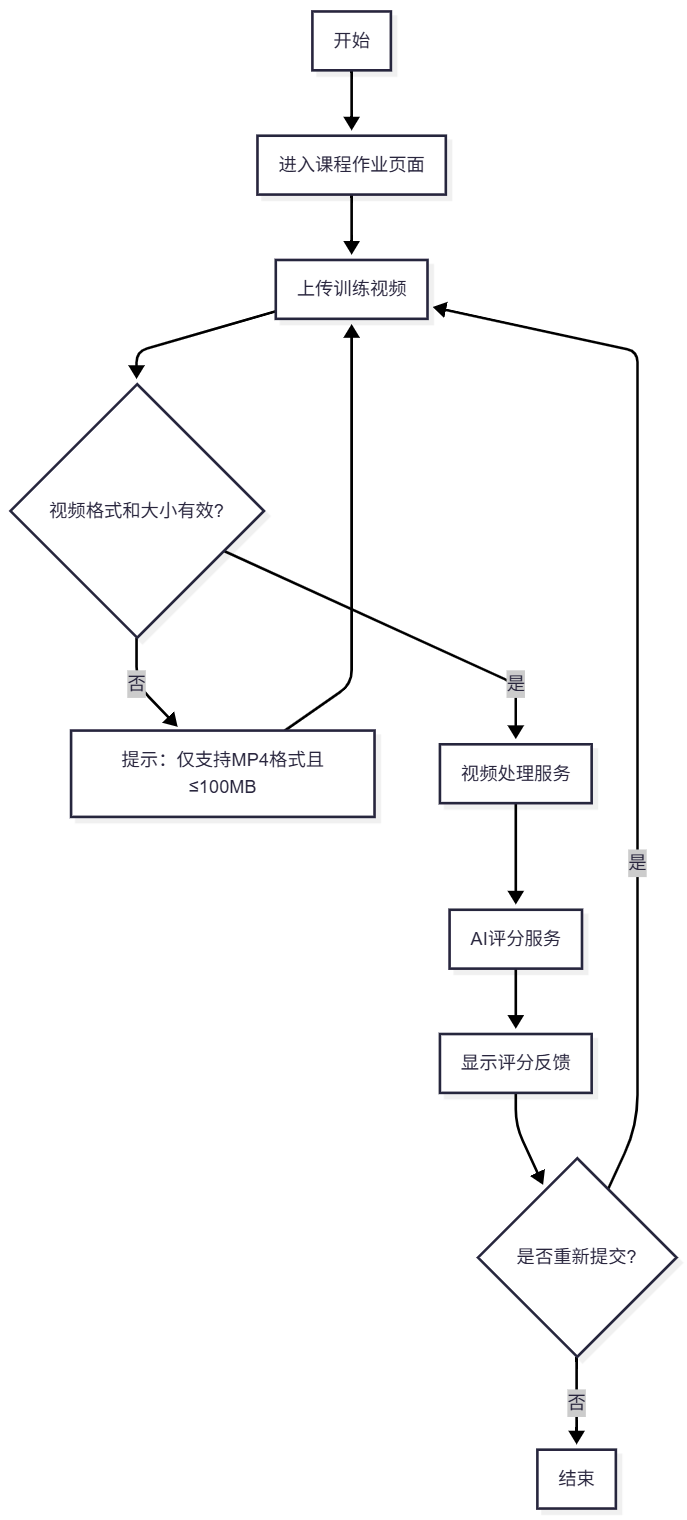 开始
进入课程作业页面
上传训练视频
视频格式和大小有效?
否
是
提示：仅支持MP4格式且
≤100MB
视频处理服务
是
AI评分服务
显示评分反馈
是否重新提交?
否
结束